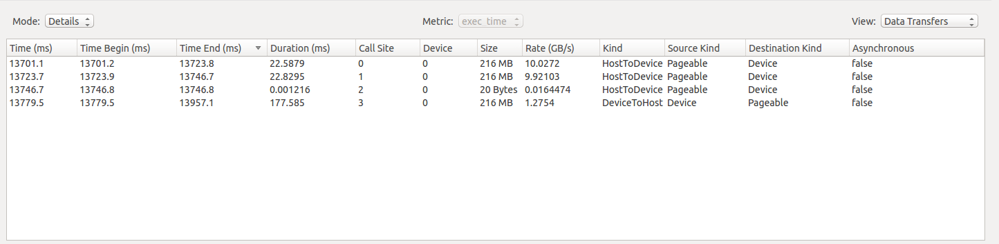 Mode: Details Metric: exec_time View: Data Transfers
Time (ms) Time Begin (ms) Time End (ms) Duration (ms) Call Site Device Size Rate (GB/s) Kind Source Kind Destination Kind Asynchronous
13701.1 13701.2 13723.8 22.5879 0 0 216 MB 10.0272 HostToDevice Pageable Device false
13723.7 13723.9 13746.7 22.8295 1 0 216 MB 9.92103 HostToDevice Pageable Device false
13746.7 13746.8 13746.8 0.001216 2 0 20 Bytes 0.0164474 HostToDevice Pageable Device false
13779.5 13779.5 13957.1 177.585 3 0 216 MB 1.2754 DeviceToHost Device Pageable false